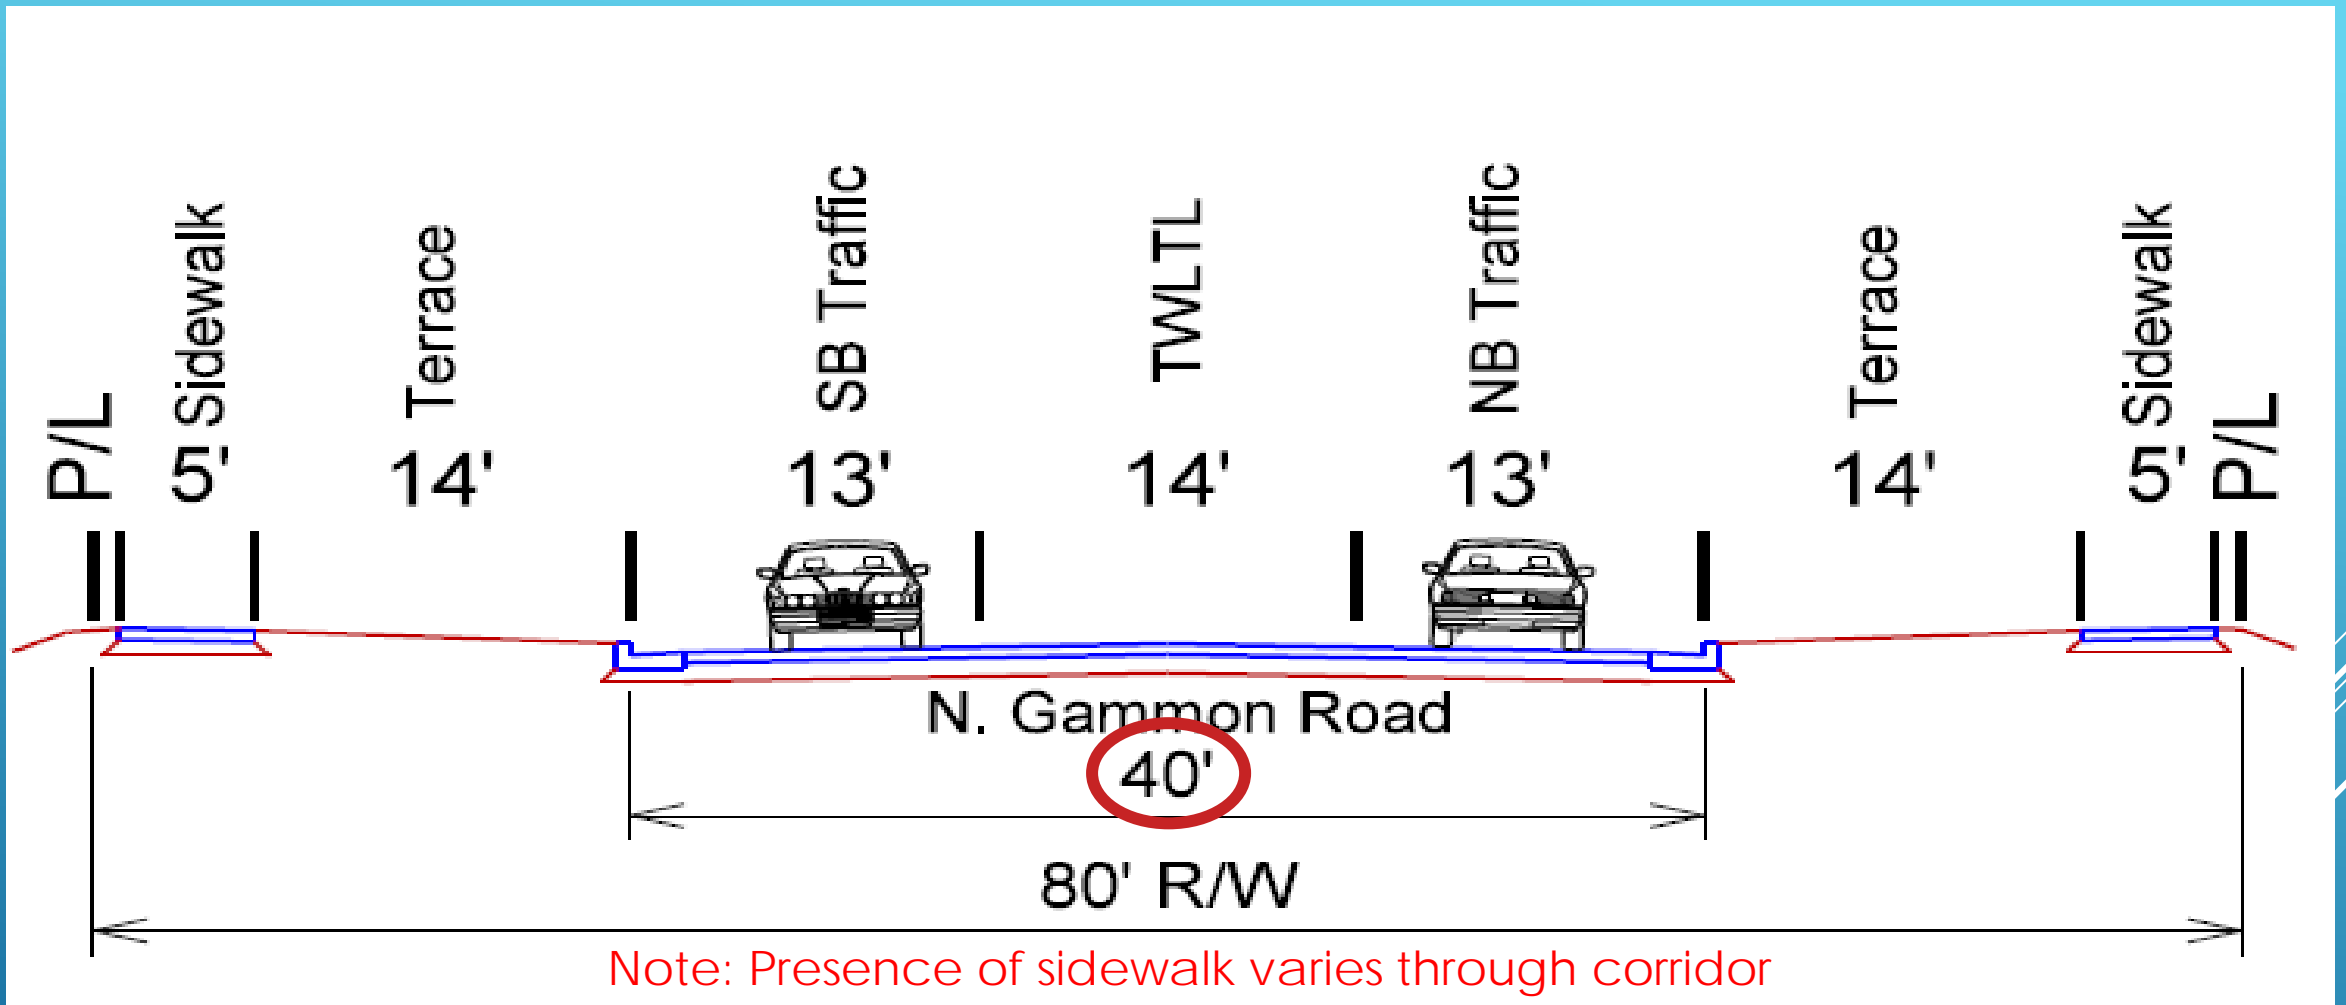 P/L
5' Sidewalk
14' Terrace
13' SB Traffic
14' TWLTL
13' NB Traffic
14' Terrace
5' Sidewalk
P/L
N. Gammon Road
40'
80' R/W
Note: Presence of sidewalk varies through corridor